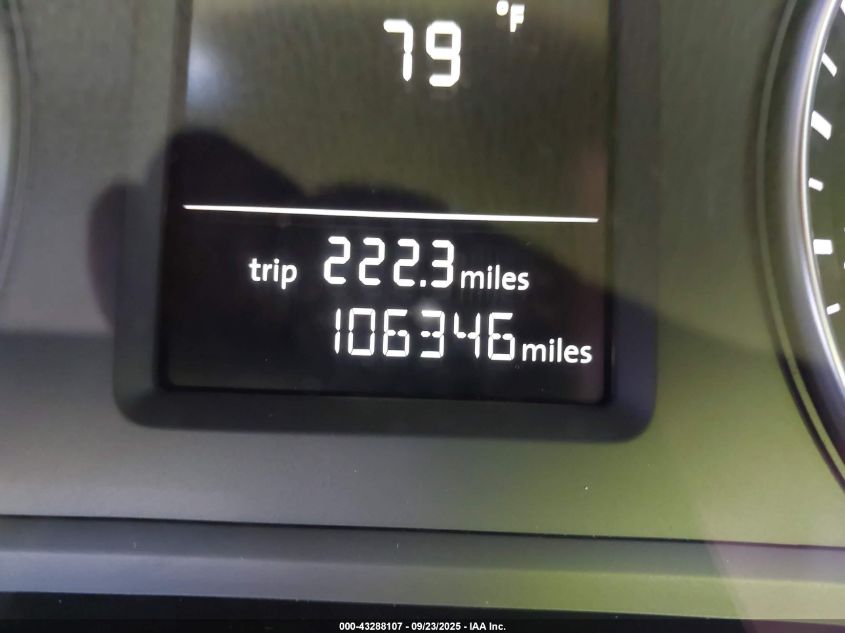 79 °F
trip 222.3 miles
106346 miles
000-43288107 - 09/23/2025 - IAA Inc.